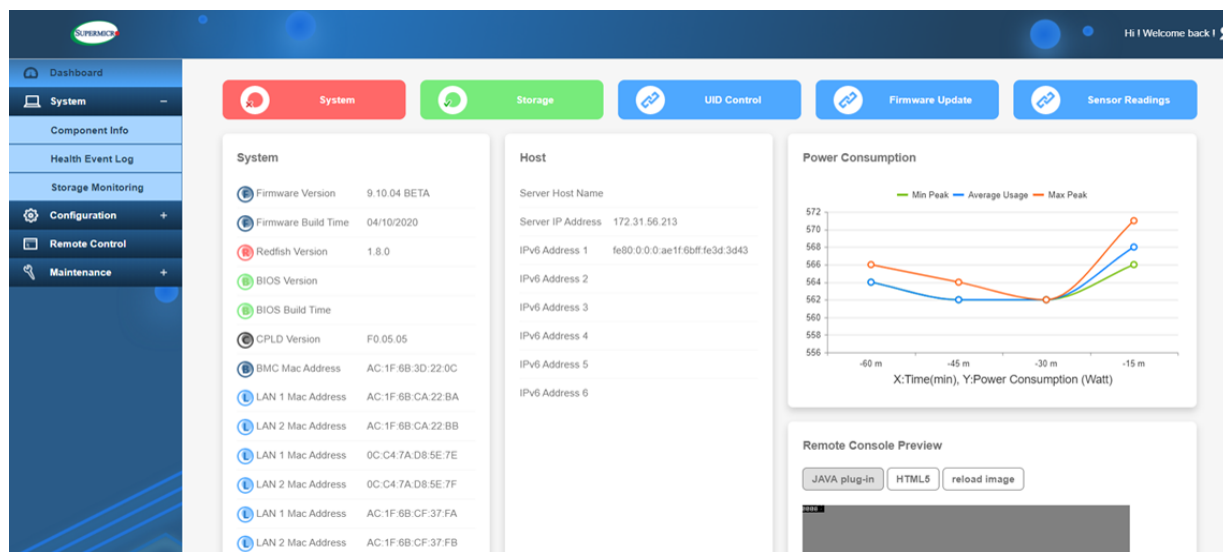 SUPERMICR
Hi ! Welcome back !
Dashboard
System –
Component Info
Health Event Log
Storage Monitoring
Configuration +
Remote Control
Maintenance +
System
Storage
UID Control
Firmware Update
Sensor Readings
System
Firmware Version 9.10.04 BETA
Firmware Build Time 04/10/2020
Redfish Version 1.8.0
BIOS Version
BIOS Build Time
CPLD Version F0.05.05
BMC Mac Address AC:1F:6B:3D:22:0C
LAN 1 Mac Address AC:1F:6B:CA:22:BA
LAN 2 Mac Address AC:1F:6B:CA:22:BB
LAN 1 Mac Address 0C:C4:7A:D8:5E:7E
LAN 2 Mac Address 0C:C4:7A:D8:5E:7F
LAN 1 Mac Address AC:1F:6B:CF:37:FA
LAN 2 Mac Address AC:1F:6B:CF:37:FB
Host
Server Host Name
Server IP Address 172.31.56.213
IPv6 Address 1 fe80:0:0:0:ae1f:6bff:fe3d:3d43
IPv6 Address 2
IPv6 Address 3
IPv6 Address 4
IPv6 Address 5
IPv6 Address 6
Power Consumption
Min Peak Average Usage Max Peak
572
570
568
566
564
562
560
558
556
-60 m -45 m -30 m -15 m
X:Time(min), Y:Power Consumption (Watt)
Remote Console Preview
JAVA plug-in HTML5 reload image